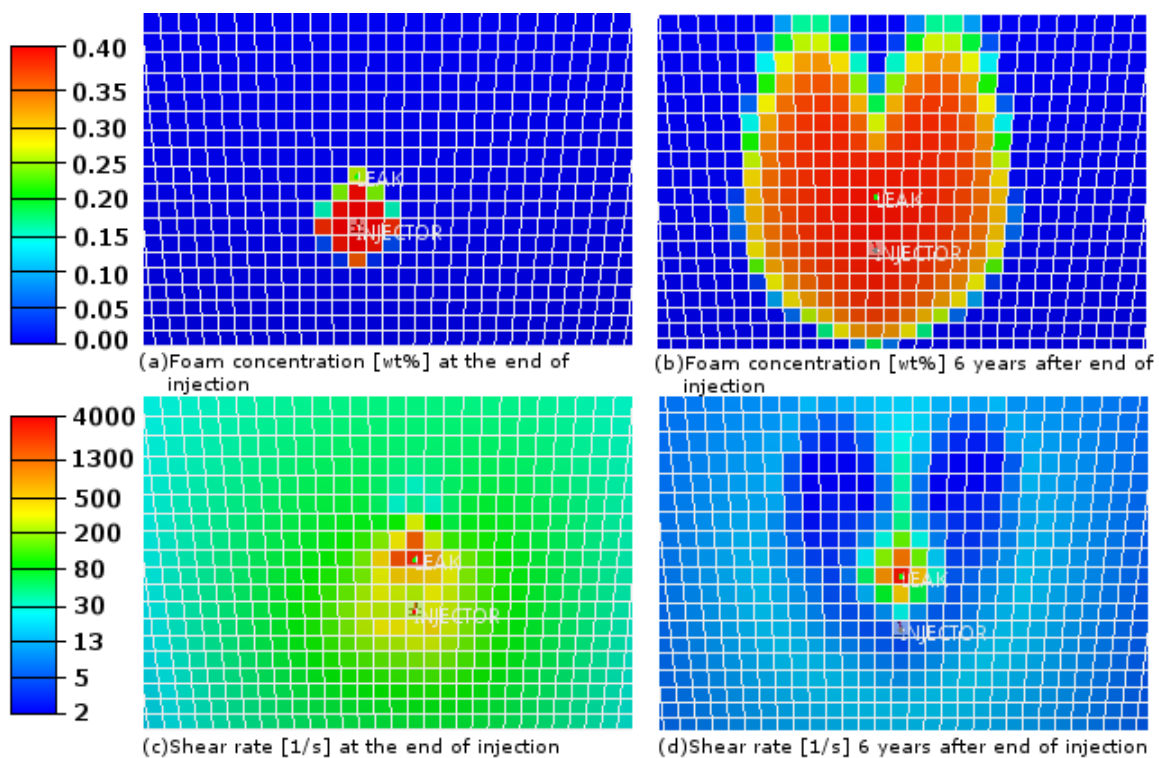 0.40
0.35
0.30
0.25
0.20
0.15
0.10
0.05
0.00
LEAK
INJECTOR
LEAK
INJECTOR
(a)Foam concentration [wt%] at the end of
injection
(b)Foam concentration [wt%] 6 years after end of
injection
4000
1300
500
200
80
30
13
5
2
LEAK
INJECTOR
LEAK
INJECTOR
(c)Shear rate [1/s] at the end of injection
(d)Shear rate [1/s] 6 years after end of injection